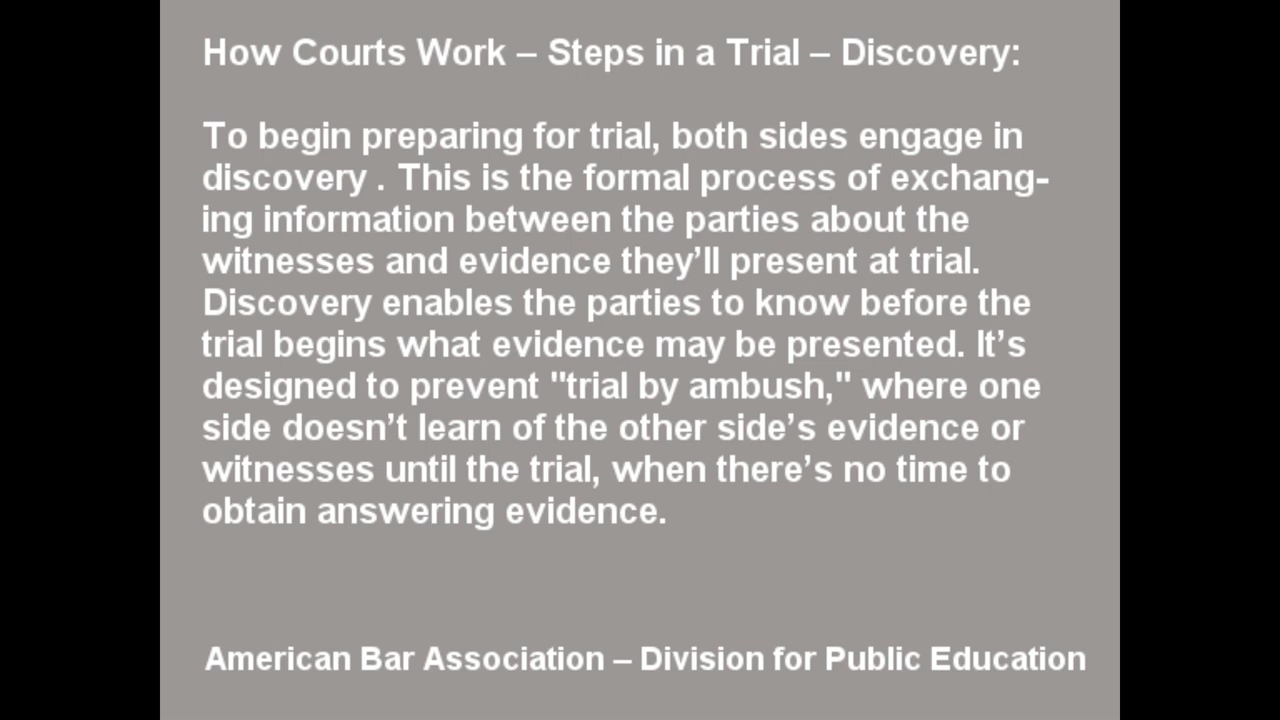 How Courts Work – Steps in a Trial – Discovery:
To begin preparing for trial, both sides engage in
discovery . This is the formal process of exchang-
ing information between the parties about the
witnesses and evidence they’ll present at trial.
Discovery enables the parties to know before the
trial begins what evidence may be presented. It’s
designed to prevent "trial by ambush," where one
side doesn’t learn of the other side’s evidence or
witnesses until the trial, when there’s no time to
obtain answering evidence.
American Bar Association – Division for Public Education